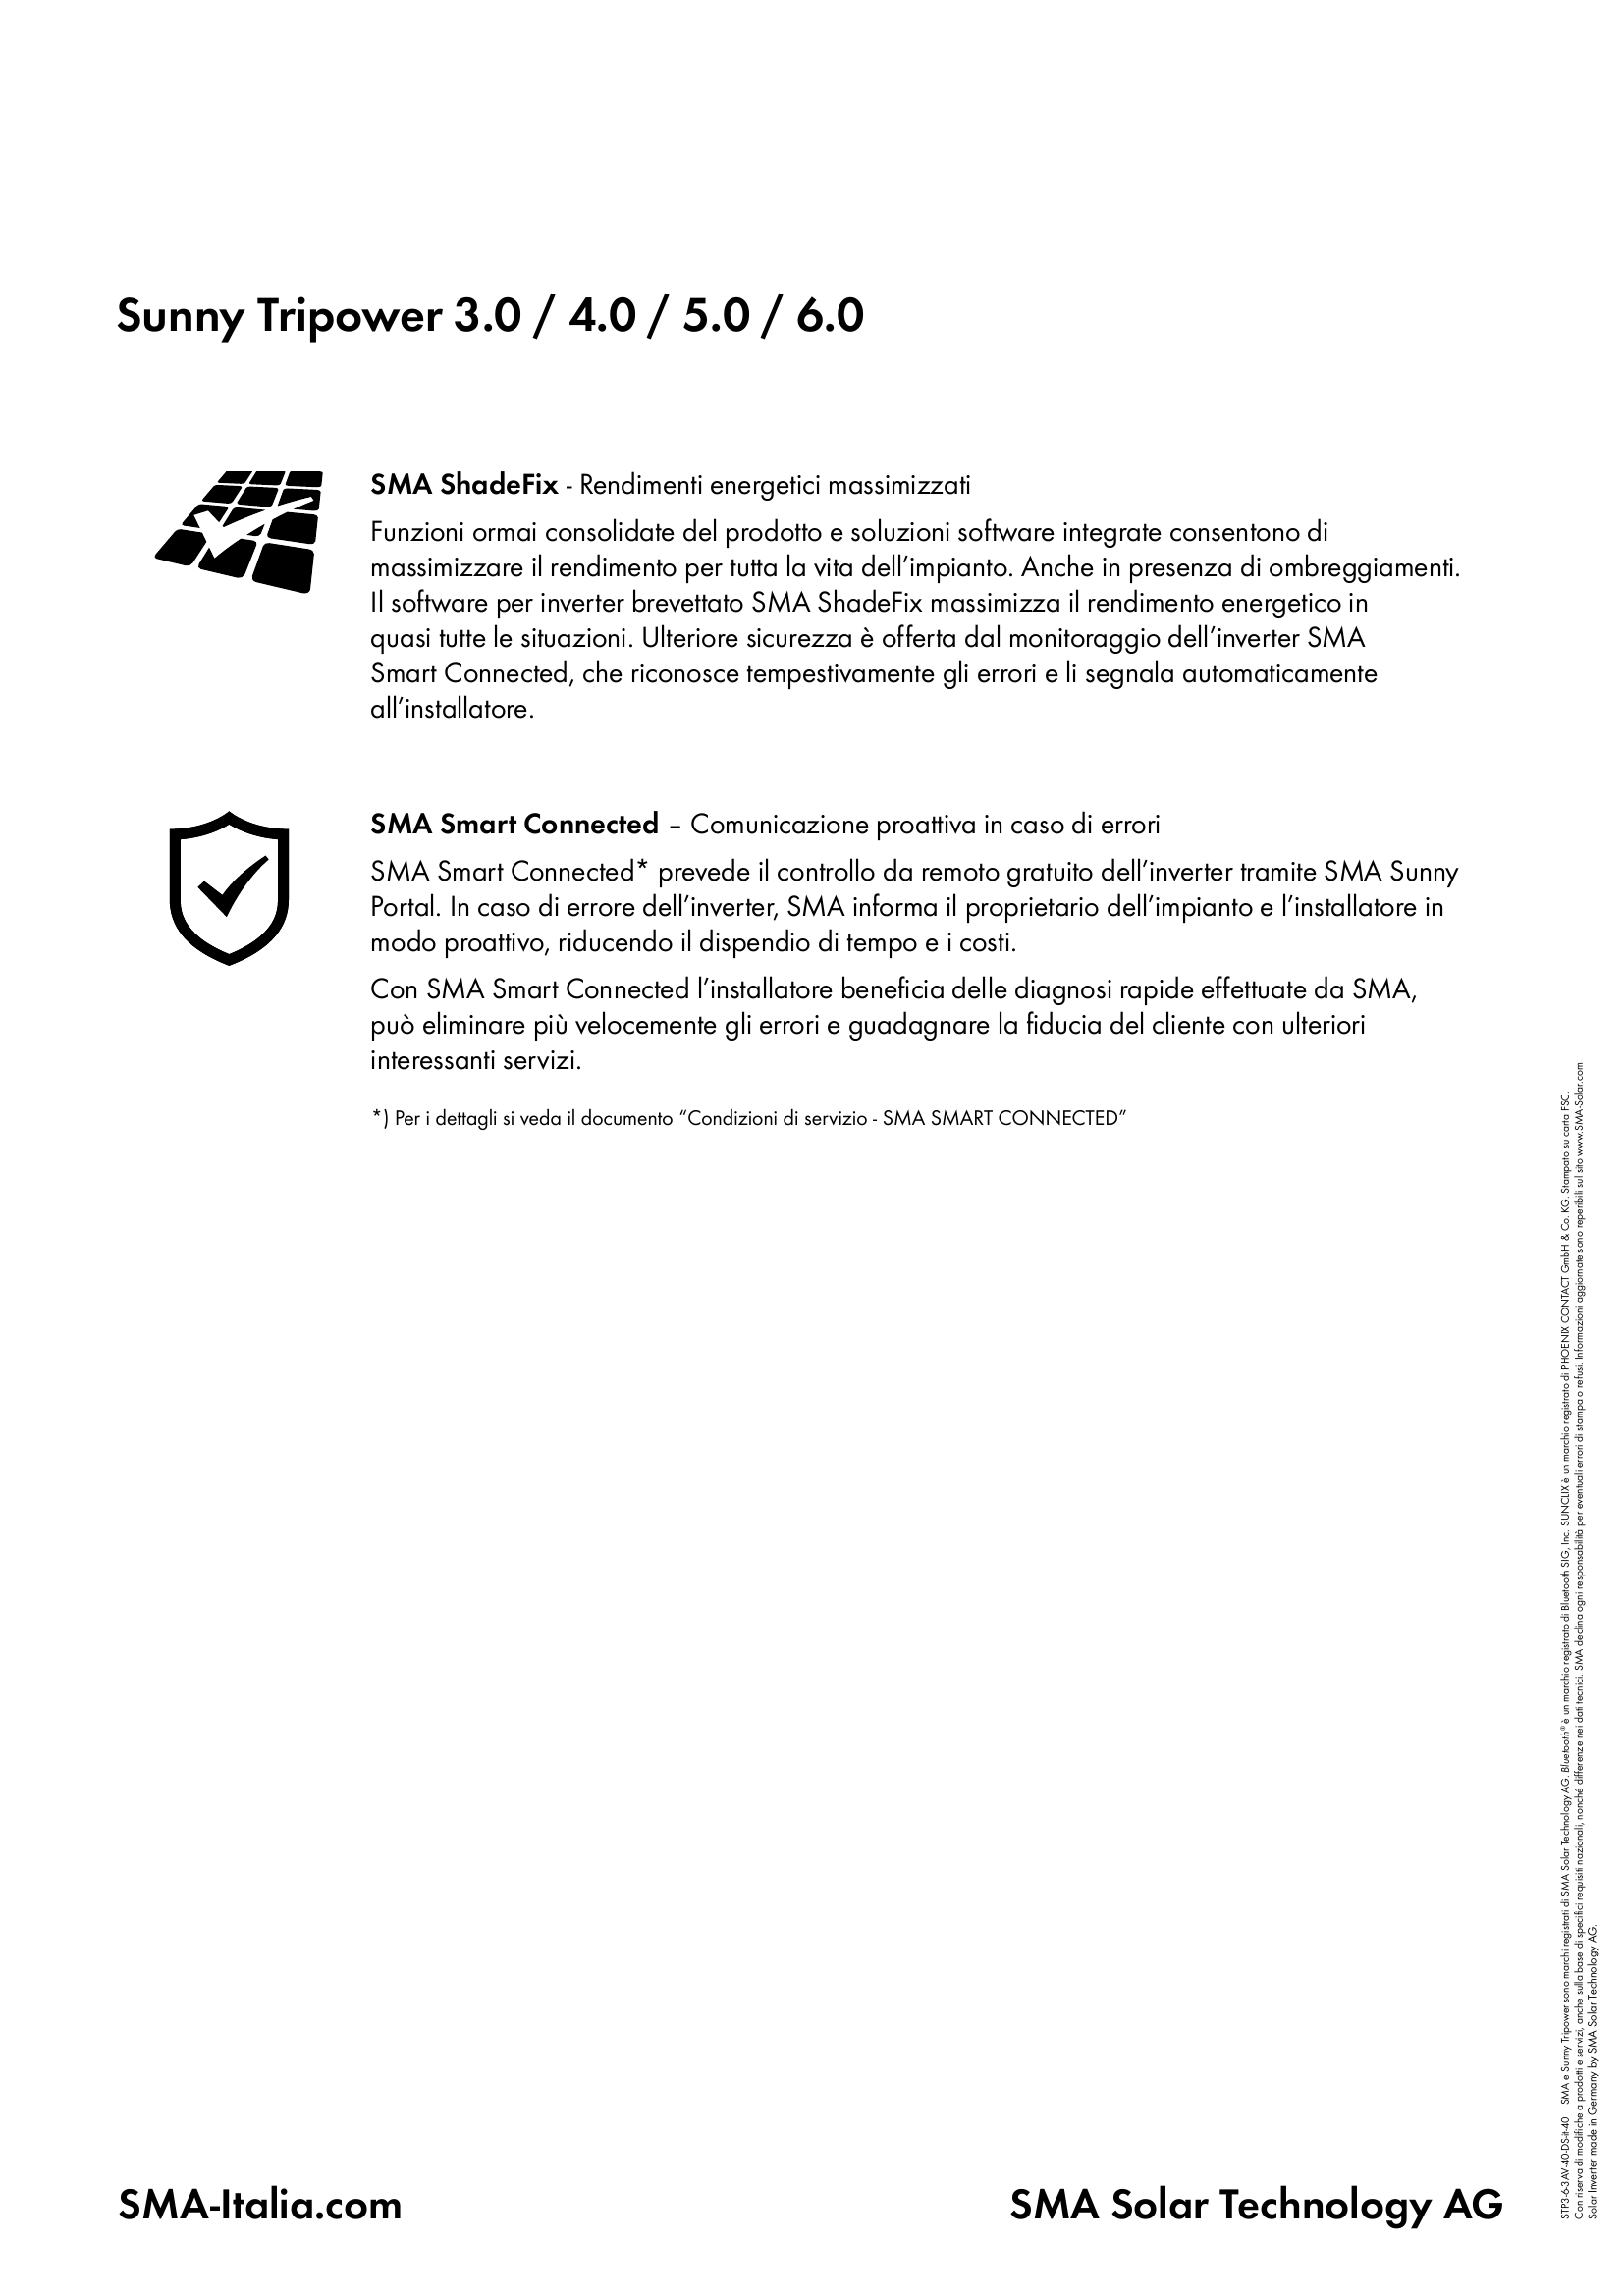 Sunny Tripower 3.0 / 4.0 / 5.0 / 6.0
SMA ShadeFix - Rendimenti energetici massimizzati
Funzioni ormai consolidate del prodotto e soluzioni software integrate consentono di
massimizzare il rendimento per tutta la vita dell’impianto. Anche in presenza di ombreggiamenti.
Il software per inverter brevettato SMA ShadeFix massimizza il rendimento energetico in
quasi tutte le situazioni. Ulteriore sicurezza è offerta dal monitoraggio dell’inverter SMA
Smart Connected, che riconosce tempestivamente gli errori e li segnala automaticamente
all’installatore.
SMA Smart Connected – Comunicazione proattiva in caso di errori
SMA Smart Connected* prevede il controllo da remoto gratuito dell’inverter tramite SMA Sunny
Portal. In caso di errore dell’inverter, SMA informa il proprietario dell’impianto e l’installatore in
modo proattivo, riducendo il dispendio di tempo e i costi.
Con SMA Smart Connected l’installatore beneficia delle diagnosi rapide effettuate da SMA,
può eliminare più velocemente gli errori e guadagnare la fiducia del cliente con ulteriori
interessanti servizi.
*) Per i dettagli si veda il documento “Condizioni di servizio - SMA SMART CONNECTED”
STP3-6-3AV-40-DS-it-40 SMA e Sunny Tripower sono marchi registrati di SMA Solar Technology AG. Bluetooth® è un marchio registrato di Bluetooth SIG, Inc. SUNCLIX è un marchio registrato di PHOENIX CONTACT GmbH & Co. KG. Stampato su carta FSC.
Con riserva di modifiche a prodotti e servizi, anche sulla base di specifici requisiti nazionali, nonché differenze nei dati tecnici. SMA declina ogni responsabilità per eventuali errori di stampa o refusi. Informazioni aggiornate sono reperibili sul sito www.SMA-Solar.com
Solar Inverter made in Germany by SMA Solar Technology AG.
SMA-Italia.com
SMA Solar Technology AG